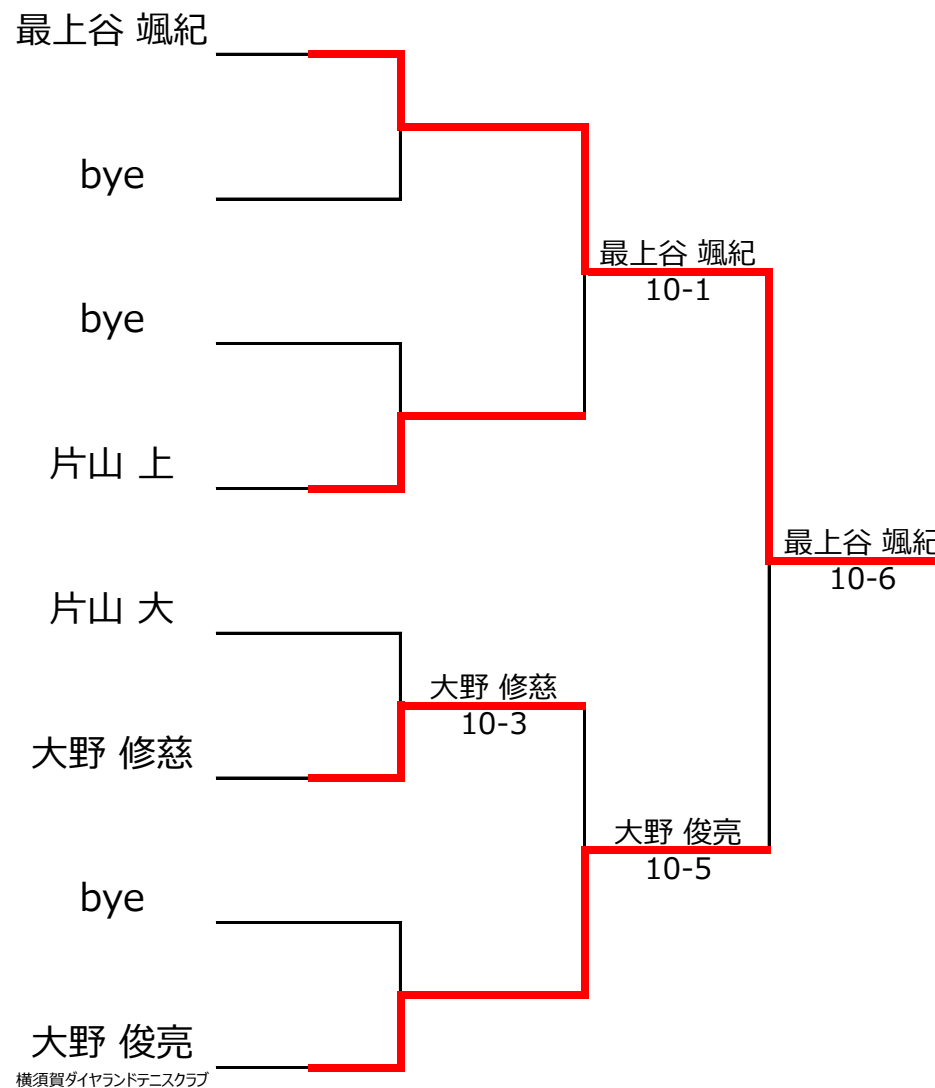 最上谷 颯紀
bye
bye
片山 上
片山 大
大野 修慈
bye
大野 俊亮
横須賀ダイヤランドテニスクラブ
大野 修慈
10-3
最上谷 颯紀
10-1
大野 俊亮
10-5
最上谷 颯紀
10-6